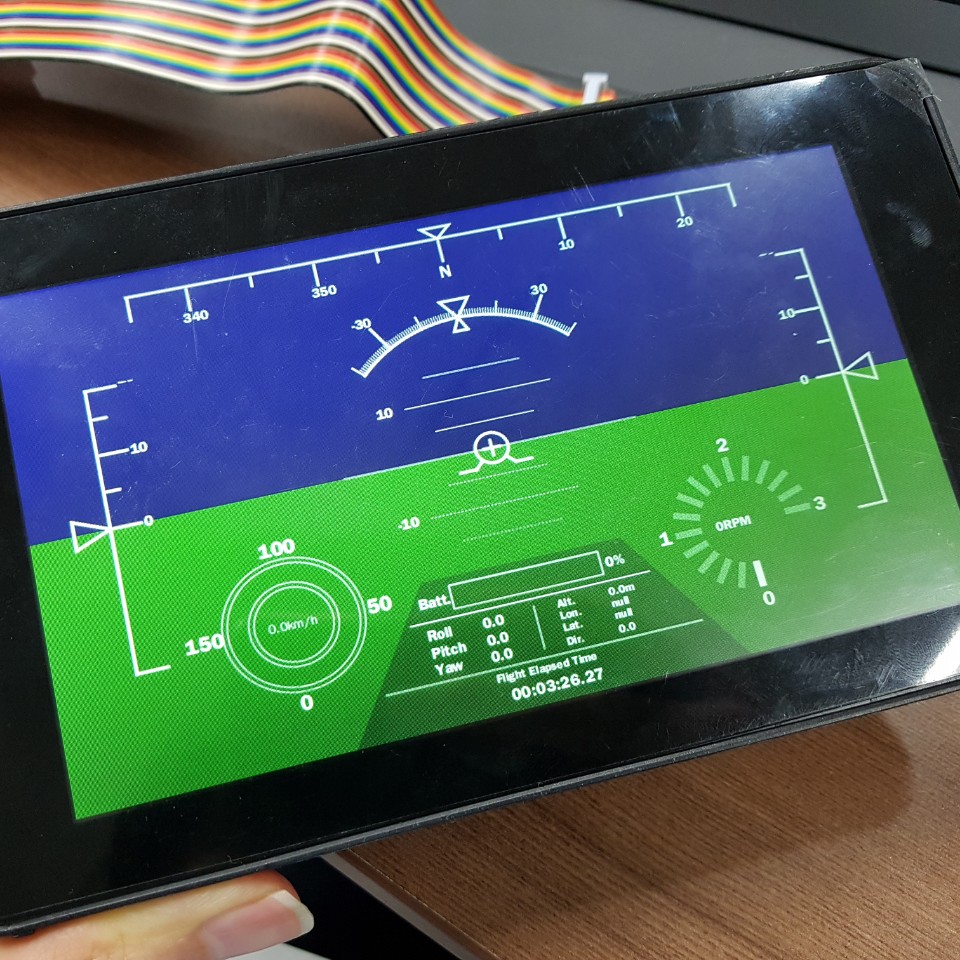 340 350 N 10 20
-30 30
--
10
0
--
10
0
10
-10
100
50
150
0
0.0km/h
2
3
1
0
0RPM
Batt. 0%
Roll 0.0
Pitch 0.0
Yaw 0.0
Alt. 0.0m
Lon. null
Lat. null
Dir. 0.0
Flight Elapsed Time
00:03:26.27